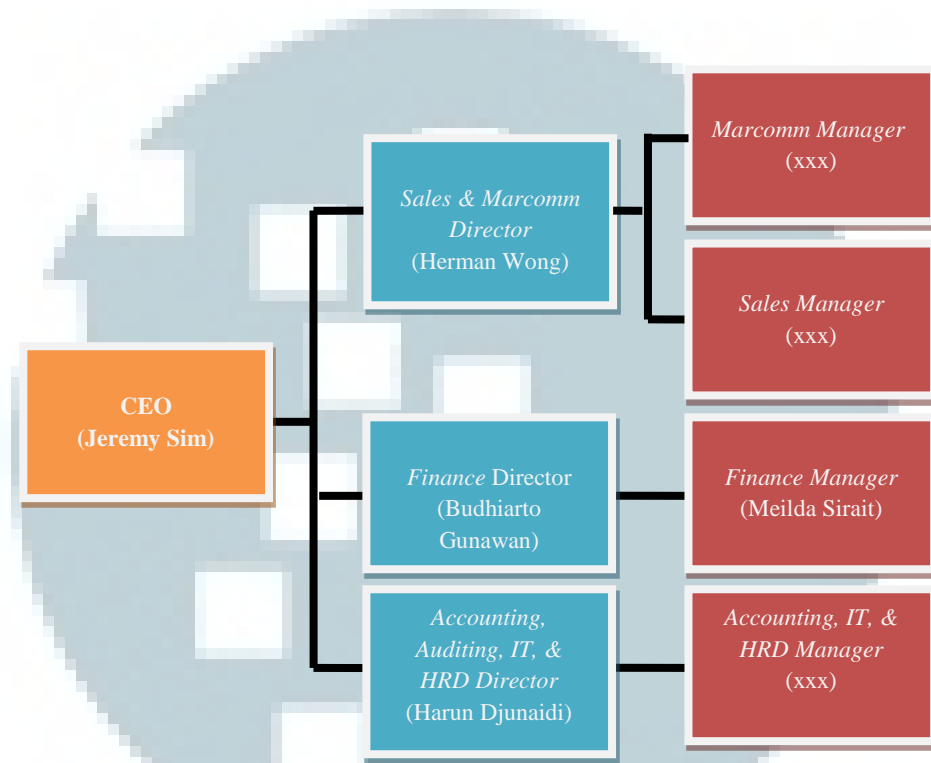 CEO
(Jeremy Sim)
Sales & Marcomm
Director
(Herman Wong)
Marcomm Manager
(xxx)
Sales Manager
(xxx)
Finance Director
(Budhiarto
Gunawan)
Finance Manager
(Meilda Sirait)
Accounting,
Auditing, IT, &
HRD Director
(Harun Djunaidi)
Accounting, IT, &
HRD Manager
(xxx)